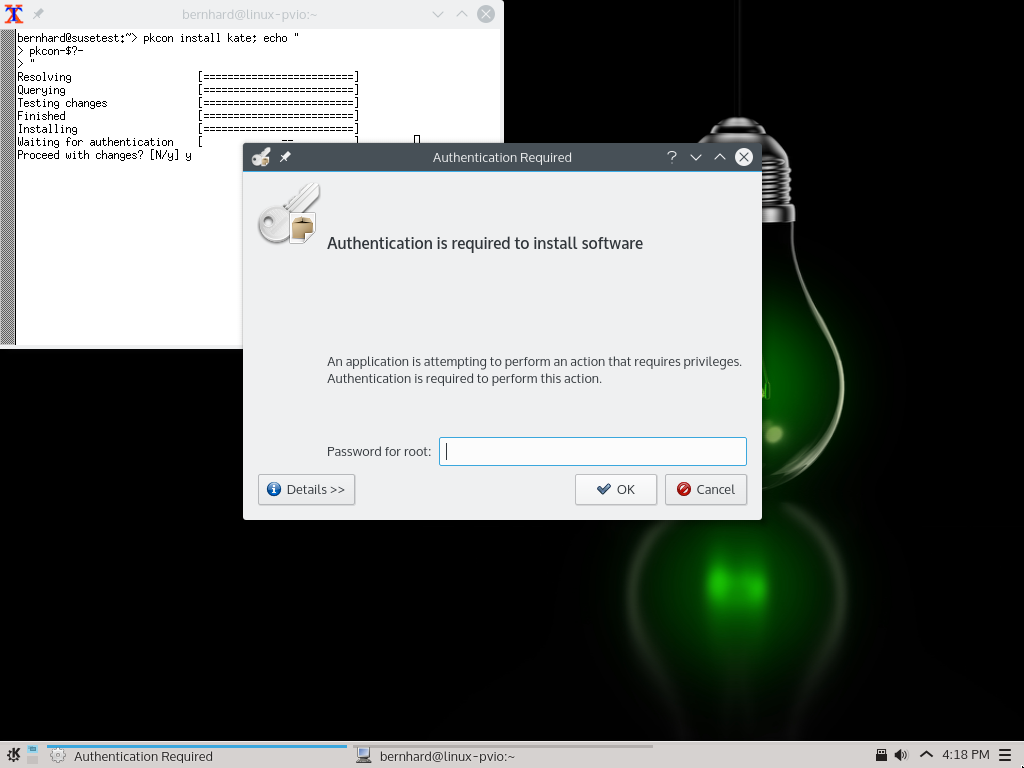 bernhard@linux-pvio:~
bernhard@susetest:~> pkcon install kate; echo "
> pkcon-$?-
> "
Resolving [=========================]
Querying [=========================]
Testing changes [=========================]
Finished [=========================]
Installing [=========================]
Waiting for authentication [ == ]
Proceed with changes? [N/y] y
Authentication Required
Authentication is required to install software
An application is attempting to perform an action that requires privileges.
Authentication is required to perform this action.
Password for root:
Details >>
OK
Cancel
Authentication Required
bernhard@linux-pvio:~
4:18 PM